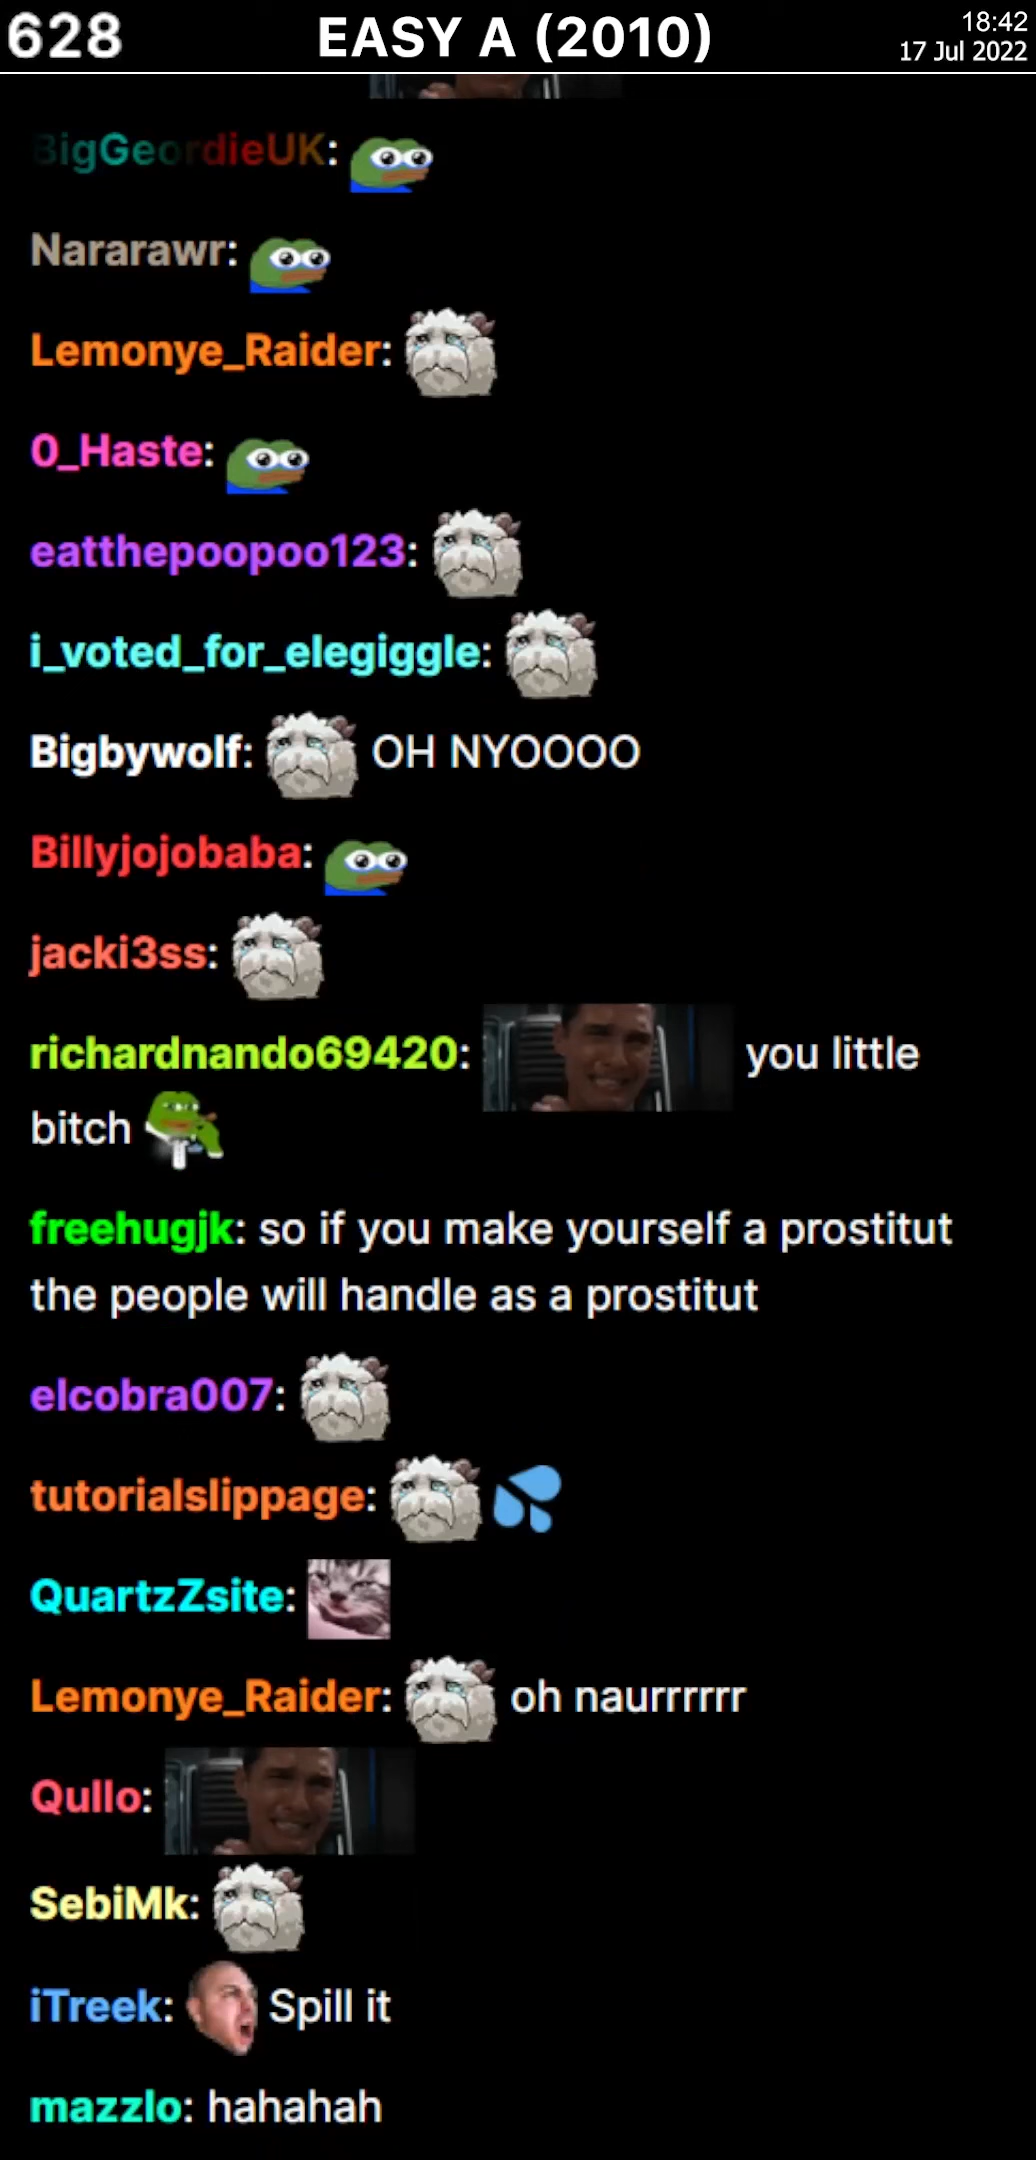 628
EASY A (2010)
18:42
17 Jul 2022
BigGeordieUK:
Nararawr:
Lemonye_Raider:
0_Haste:
eatthepoopoo123:
i_voted_for_elegiggle:
Bigbywolf: OH NYOOOO
Billyjojobaba:
jacki3ss:
richardnando69420: you little
bitch
freehugjk: so if you make yourself a prostitut
the people will handle as a prostitut
elcobra007:
tutorialslippage:
QuartzZsite:
Lemonye_Raider: oh naurrrrrr
Qullo:
SebiMk:
iTreek: Spill it
mazzlo: hahahah